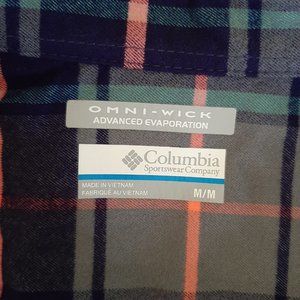 OMNI-WICK
ADVANCED EVAPORATION
Columbia
Sportswear Company
MADE IN VIETNAM
FABRIQUÉ AU VIETNAM
M/M